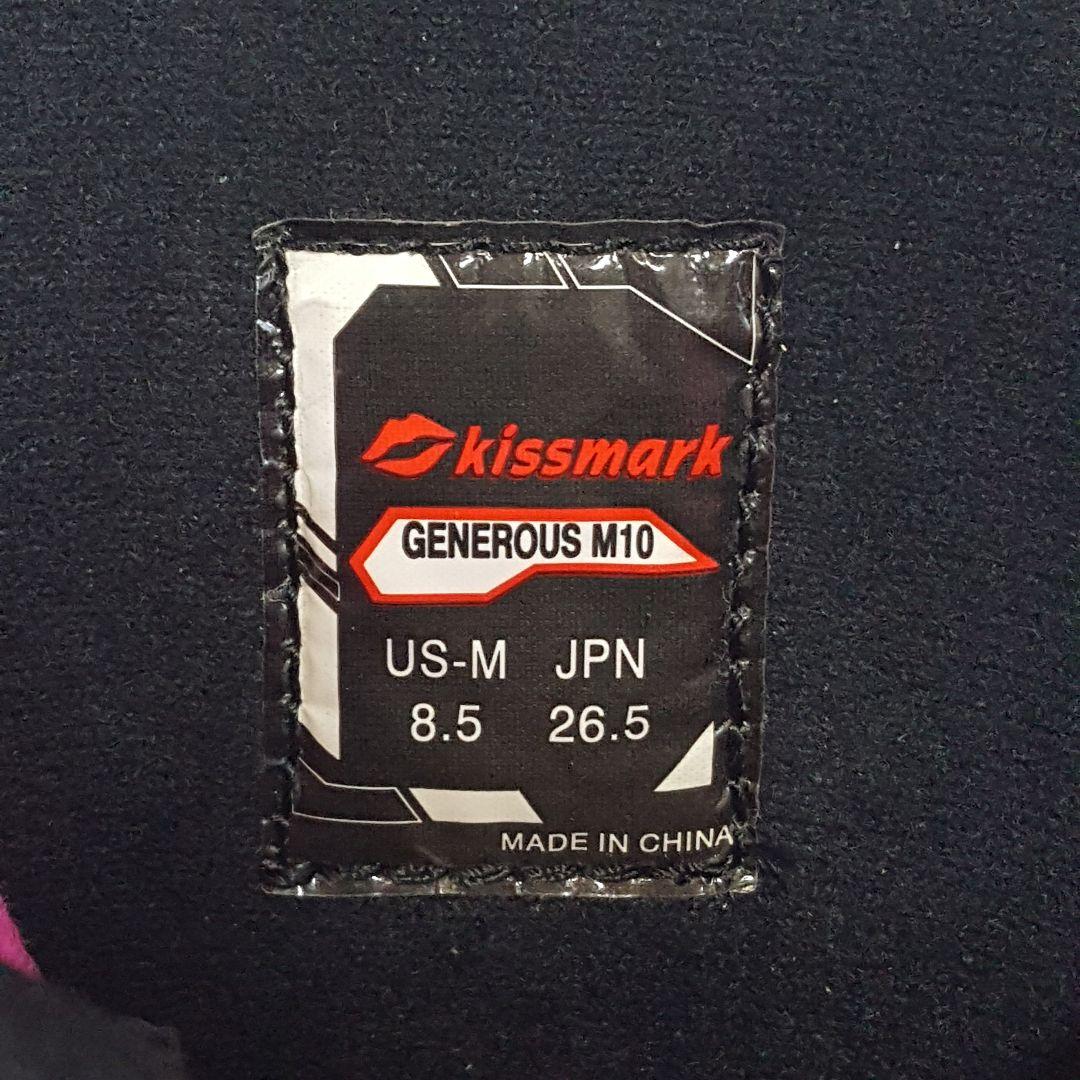 kissmark
GENEROUS M10
US-M JPN
8.5 26.5
MADE IN CHINA